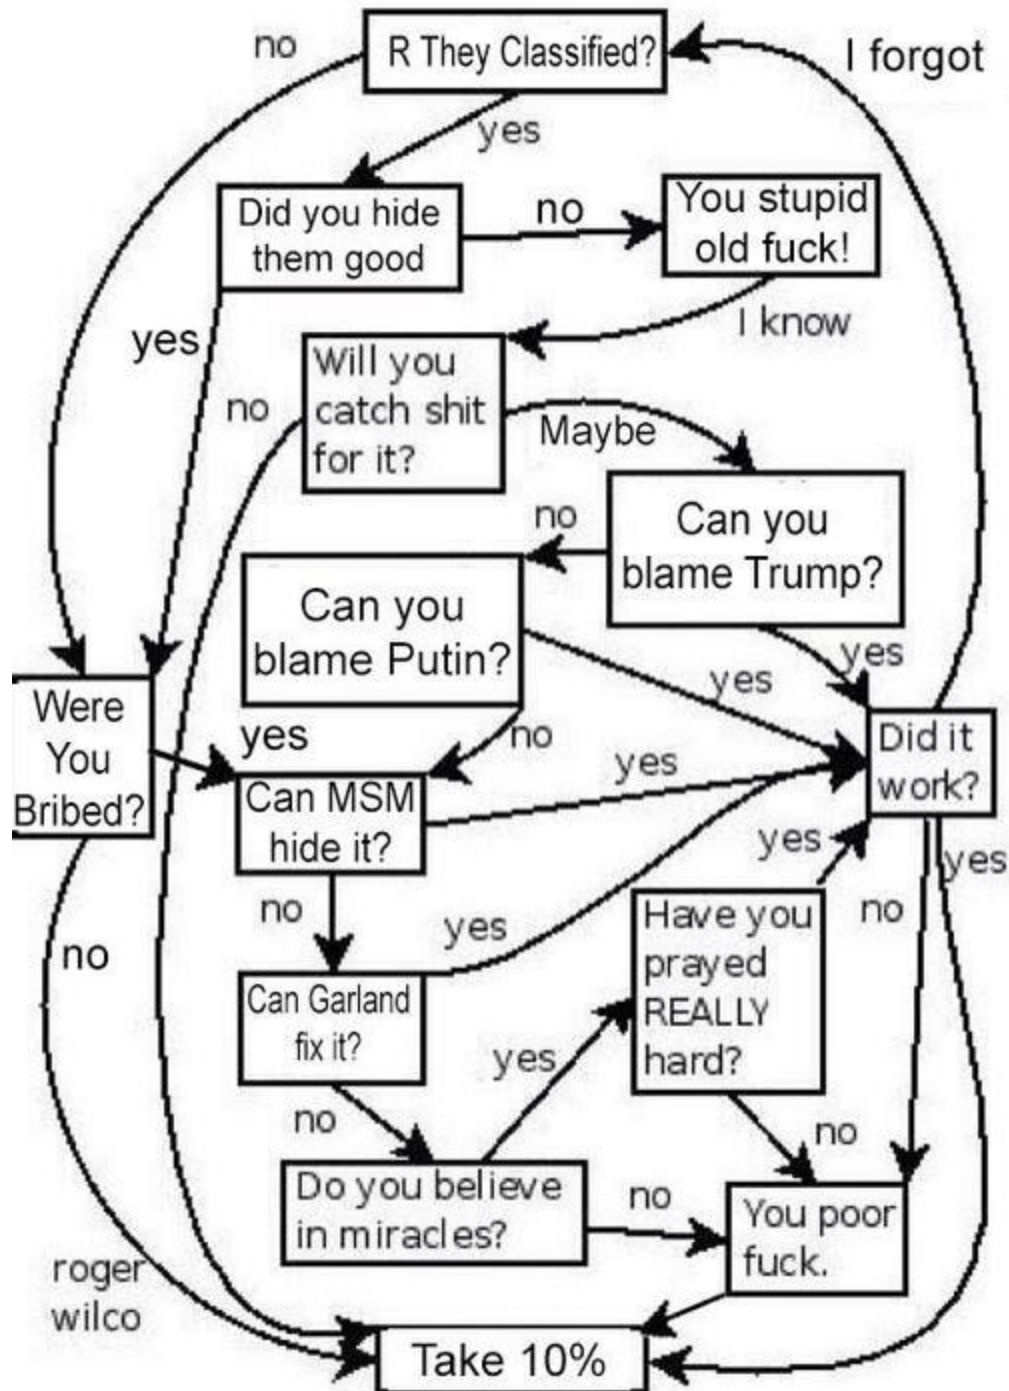 no
R They Classified?
I forgot
yes
Did you hide
them good
no
You stupid
old fuck!
yes
I know
Will you
catch shit
for it?
no
Maybe
no
Can you
blame Trump?
Can you
blame Putin?
yes
yes
Were
You
Bribed?
yes
no
Did it
work?
Can MSM
hide it?
yes
yes
yes
no
no
yes
Have you
prayed
REALLY
hard?
no
Can Garland
fix it?
yes
no
no
Do you believe
in miracles?
no
You poor
fuck.
roger
wilco
Take 10%